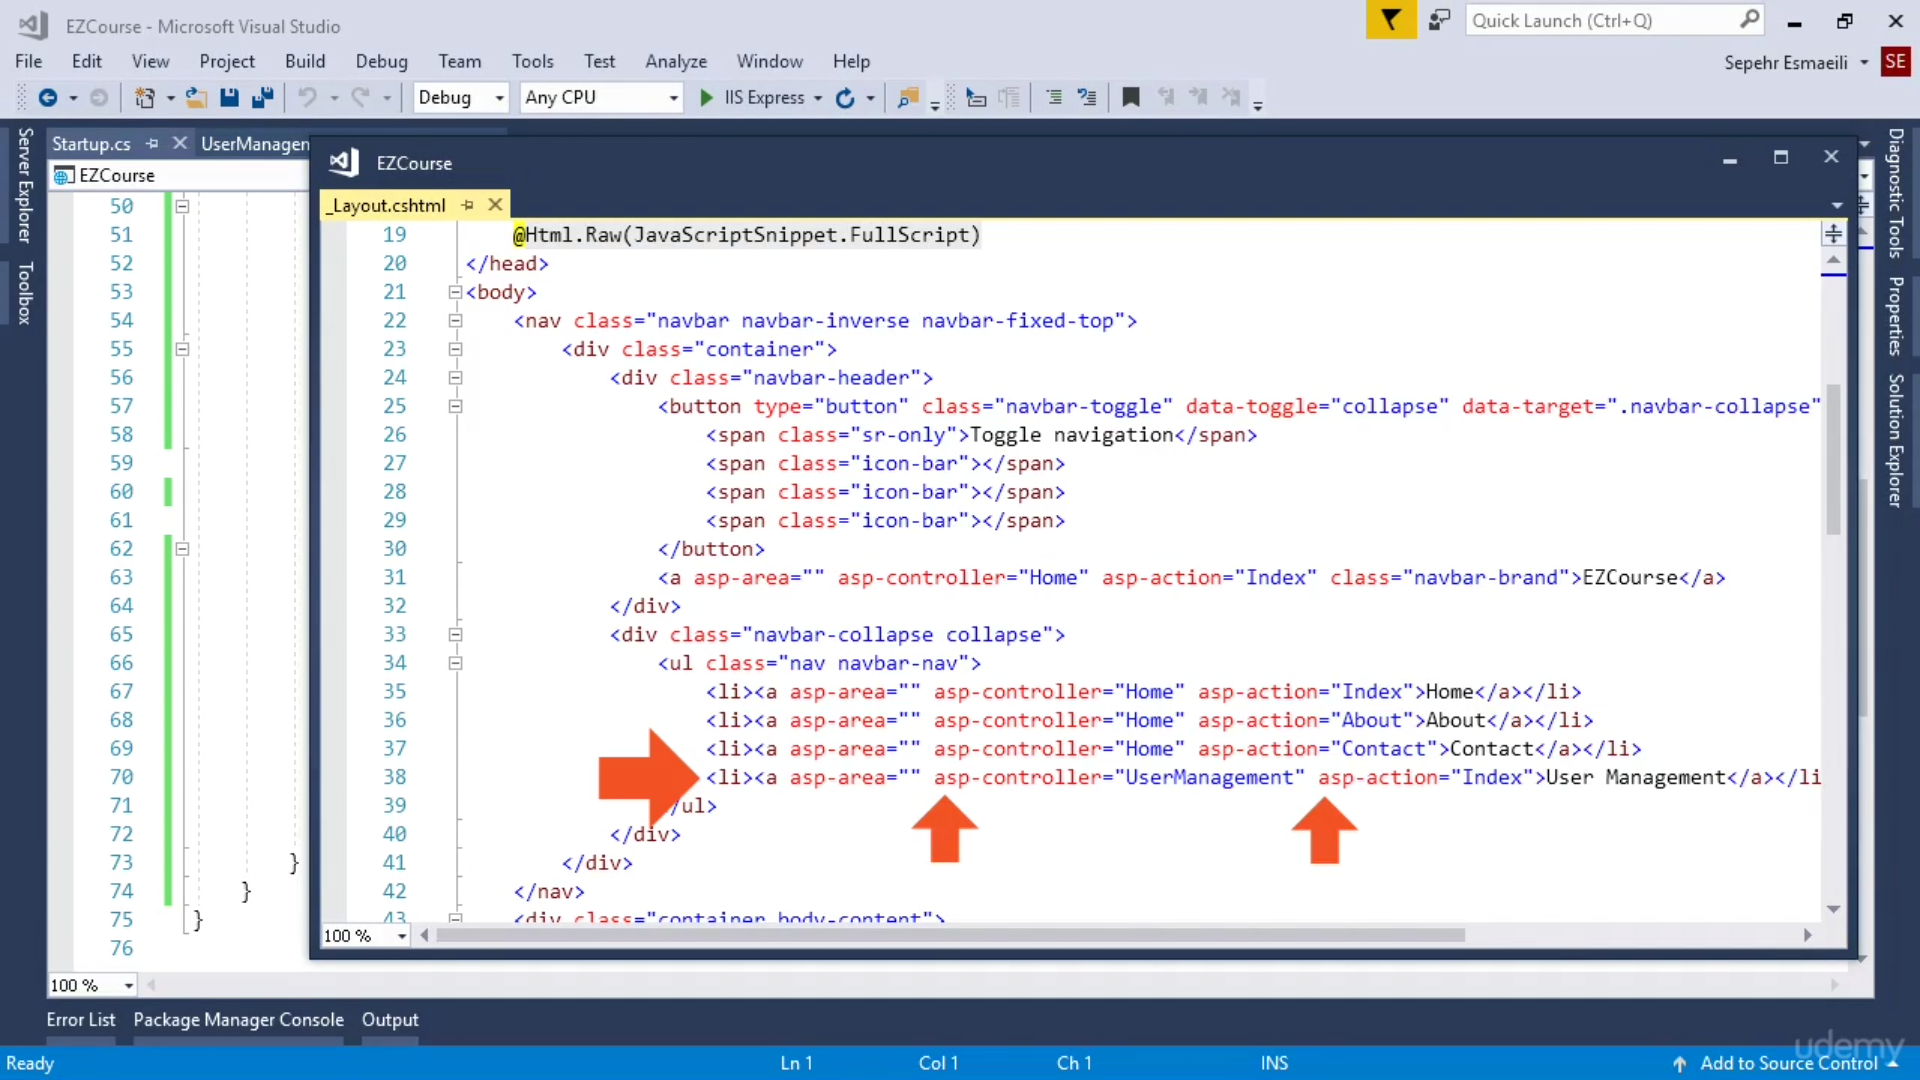 EZCourse - Microsoft Visual Studio
Quick Launch (Ctrl+Q)
File Edit View Project Build Debug Team Tools Test Analyze Window Help
Sepehr Esmaeili SE
Debug Any CPU IIS Express
Server Explorer
Toolbox
Startup.cs UserManagen
EZCourse
50
51
52
53
54
55
56
57
58
59
60
61
62
63
64
65
66
67
68
69
70
71
72
73 }
74 }
75 }
76
100 %
EZCourse
_Layout.cshtml
19 @Html.Raw(JavaScriptSnippet.FullScript)
20 </head>
21 <body>
22 <nav class="navbar navbar-inverse navbar-fixed-top">
23 <div class="container">
24 <div class="navbar-header">
25 <button type="button" class="navbar-toggle" data-toggle="collapse" data-target=".navbar-collapse"
26 <span class="sr-only">Toggle navigation</span>
27 <span class="icon-bar"></span>
28 <span class="icon-bar"></span>
29 <span class="icon-bar"></span>
30 </button>
31 <a asp-area="" asp-controller="Home" asp-action="Index" class="navbar-brand">EZCourse</a>
32 </div>
33 <div class="navbar-collapse collapse">
34 <ul class="nav navbar-nav">
35 <li><a asp-area="" asp-controller="Home" asp-action="Index">Home</a></li>
36 <li><a asp-area="" asp-controller="Home" asp-action="About">About</a></li>
37 <li><a asp-area="" asp-controller="Home" asp-action="Contact">Contact</a></li>
38 <li><a asp-area="" asp-controller="UserManagement" asp-action="Index">User Management</a></li
39 /ul>
40 </div>
41 </div>
42 </nav>
43 <div class="container body-content">
100 %
Diagnostic Tools
Properties
Solution Explorer
Error List Package Manager Console Output
Ready Ln 1 Col 1 Ch 1 INS Add to Source Control
udemy